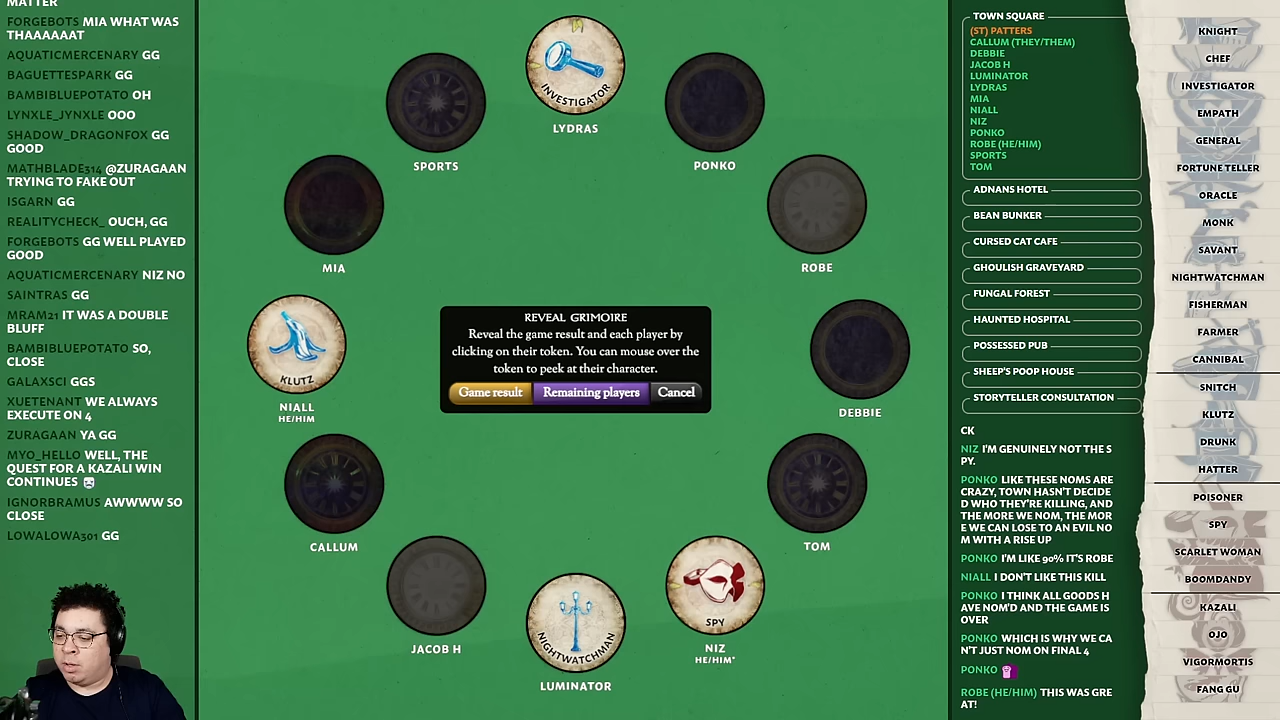 MATTER
FORGEBOTS MIA WHAT WAS
THAAAAAAT
AQUATICMERCENARY GG
BAGUETTESPARK GG
BAMBIBLUEPOTATO OH
LYNXLE_JYNXLE OOO
SHADOW_DRAGONFOX GG
GOOD
MATHBLADE314 @ZURAGAAN
TRYING TO FAKE OUT
ISGARN GG
REALITYCHECK_ OUCH, GG
FORGEBOTS GG WELL PLAYED
GOOD
AQUATICMERCENARY NIZ NO
SAINTRAS GG
MRAM21 IT WAS A DOUBLE
BLUFF
BAMBIBLUEPOTATO SO,
CLOSE
GALAXSCI GGS
XUETENANT WE ALWAYS
EXECUTE ON 4
ZURAGAAN YA GG
MYO_HELLO WELL, THE
QUEST FOR A KAZALI WIN
CONTINUES
IGNORBRAMUS AWWWW SO
CLOSE
LOWALOWA301 GG
INVESTIGATOR
LYDRAS
SPORTS
PONKO
MIA
ROBE
KLUTZ
NIALL
HE/HIM
DEBBIE
CALLUM
TOM
JACOB H
NIGHTWATCHMAN
LUMINATOR
SPY
NIZ
HE/HIM*
REVEAL GRIMOIRE
Reveal the game result and each player by
clicking on their token. You can mouse over the
token to peek at their character.
Game result Remaining players Cancel
TOWN SQUARE
(ST) PATTERS
CALLUM (THEY/THEM)
DEBBIE
JACOB H
LUMINATOR
LYDRAS
MIA
NIALL
NIZ
PONKO
ROBE (HE/HIM)
SPORTS
TOM
ADNANS HOTEL
BEAN BUNKER
CURSED CAT CAFE
GHOULISH GRAVEYARD
FUNGAL FOREST
HAUNTED HOSPITAL
POSSESSED PUB
SHEEP'S POOP HOUSE
STORYTELLER CONSULTATION
CK
NIZ I'M GENUINELY NOT THE S
PY.
PONKO LIKE THESE NOMS ARE
CRAZY, TOWN HASN'T DECIDE
D WHO THEY'RE KILLING, AND
THE MORE WE NOM, THE MOR
E WE CAN LOSE TO AN EVIL NO
M WITH A RISE UP
PONKO I'M LIKE 90% IT'S ROBE
NIALL I DON'T LIKE THIS KILL
PONKO I THINK ALL GOODS H
AVE NOM'D AND THE GAME IS
OVER
PONKO WHICH IS WHY WE CA
N'T JUST NOM ON FINAL 4
PONKO
ROBE (HE/HIM) THIS WAS GRE
AT!
KNIGHT
CHEF
INVESTIGATOR
EMPATH
GENERAL
FORTUNE TELLER
ORACLE
MONK
SAVANT
NIGHTWATCHMAN
FISHERMAN
FARMER
CANNIBAL
SNITCH
KLUTZ
DRUNK
HATTER
POISONER
SPY
SCARLET WOMAN
BOOMDANDY
KAZALI
OJO
VIGORMORTIS
FANG GU